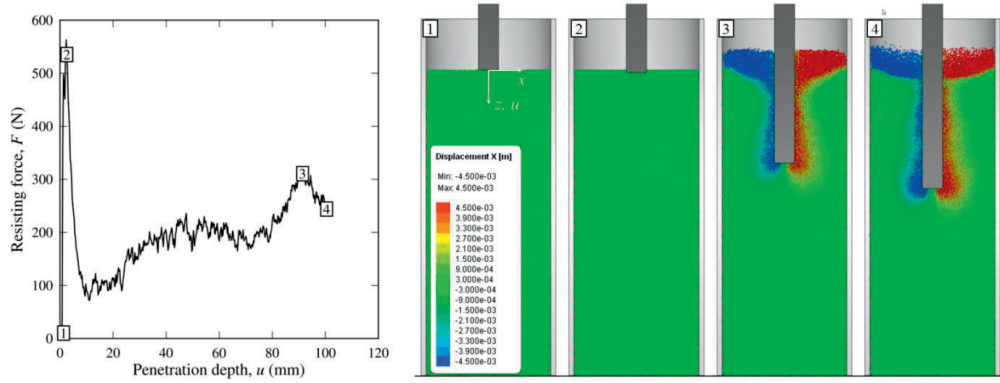 600
500
400
300
200
100
0
0 20 40 60 80 100 120
Resisting force, F (N)
Penetration depth, u (mm)
1
2
3
4
1
2
3
4
x
z, u
Displacement X [m]
Min: -4.500e-03
Max: 4.500e-03
4.500e-03
3.900e-03
3.300e-03
2.700e-03
2.100e-03
1.500e-03
9.000e-04
3.000e-04
-3.000e-04
-9.000e-04
-1.500e-03
-2.100e-03
-2.700e-03
-3.300e-03
-3.900e-03
-4.500e-03